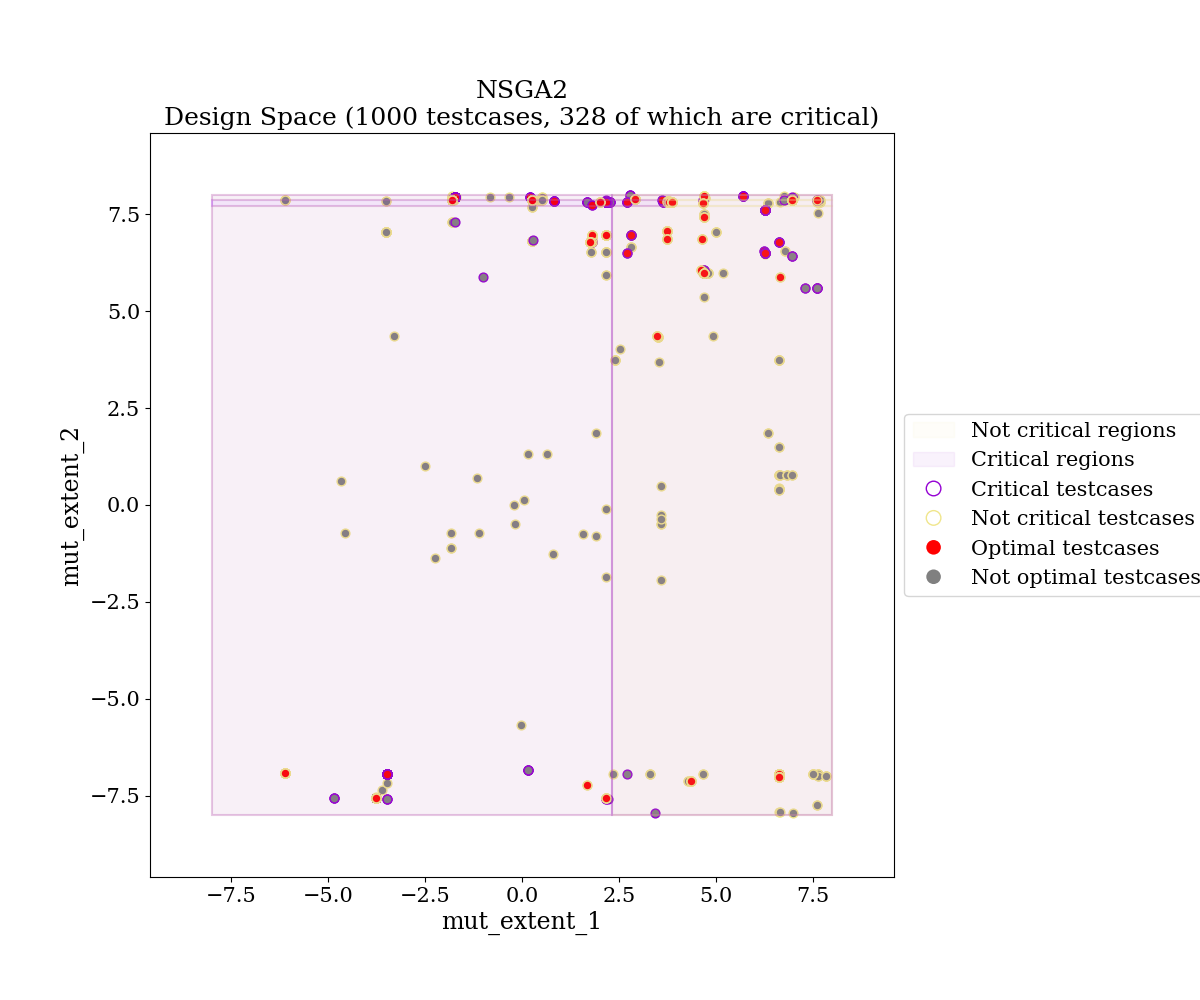 NSGA2
Design Space (1000 testcases, 328 of which are critical)
mut_extent_2
7.5
5.0
2.5
0.0
−2.5
−5.0
−7.5
−7.5
−5.0
−2.5
0.0
2.5
5.0
7.5
mut_extent_1
Not critical regions
Critical regions
Critical testcases
Not critical testcases
Optimal testcases
Not optimal testcases